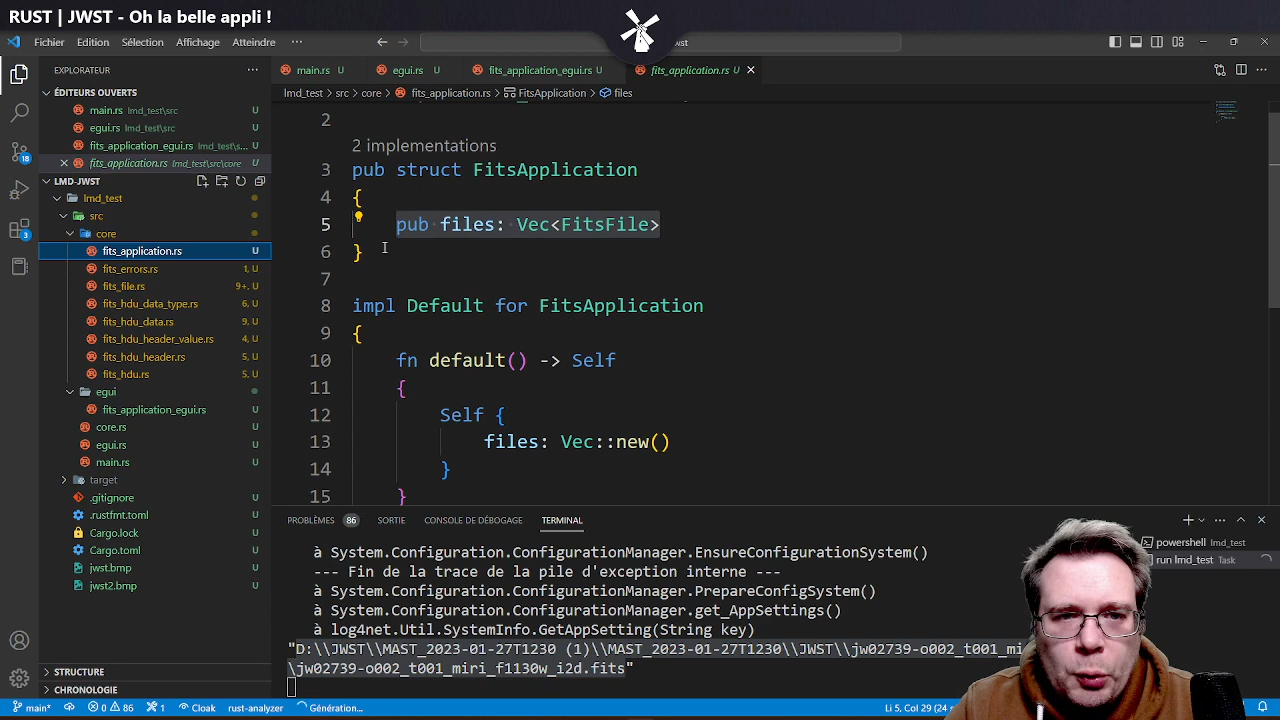 RUST | JWST - Oh la belle appli !
Fichier Edition Sélection Affichage Atteindre ···
EXPLORATEUR ···
ÉDITEURS OUVERTS
main.rs lmd_test\src U
egui.rs lmd_test\src U
fits_application_egui.rs lmd_test\s... U
fits_application.rs lmd_test\src\core U
LMD-JWST
lmd_test
src
core
fits_application.rs U
fits_errors.rs 1, U
fits_file.rs 9+, U
fits_hdu_data_type.rs 6, U
fits_hdu_data.rs 9, U
fits_hdu_header_value.rs 4, U
fits_hdu_header.rs 5, U
fits_hdu.rs 5, U
egui
fits_application_egui.rs U
core.rs U
egui.rs U
main.rs U
target
.gitignore U
.rustfmt.toml U
Cargo.lock U
Cargo.toml U
jwst.bmp U
jwst2.bmp U
STRUCTURE
CHRONOLOGIE
18
3
main.rs U egui.rs U fits_application_egui.rs U fits_application.rs U
lmd_test > src > core > fits_application.rs > FitsApplication > files
2
2 implementations
3 pub struct FitsApplication
4 {
5 pub files: Vec<FitsFile>
6 }
7
8 impl Default for FitsApplication
9 {
10 fn default() -> Self
11 {
12 Self {
13 files: Vec::new()
14 }
15 }
PROBLÈMES 86 SORTIE CONSOLE DE DÉBOGAGE TERMINAL
à System.Configuration.ConfigurationManager.EnsureConfigurationSystem()
--- Fin de la trace de la pile d'exception interne ---
à System.Configuration.ConfigurationManager.PrepareConfigSystem()
à System.Configuration.ConfigurationManager.get_AppSettings()
à log4net.Util.SystemInfo.GetAppSetting(String key)
"D:\\JWST\\MAST_2023-01-27T1230 (1)\\MAST_2023-01-27T1230\\JWST\\jw02739-o002_t001_mi
\jw02739-o002_t001_miri_f1130w_i2d.fits"
powershell lmd_test
run lmd_test Task
main* 0 86 1 Cloak rust-analyzer Génération... Li 5, Col 29 (24